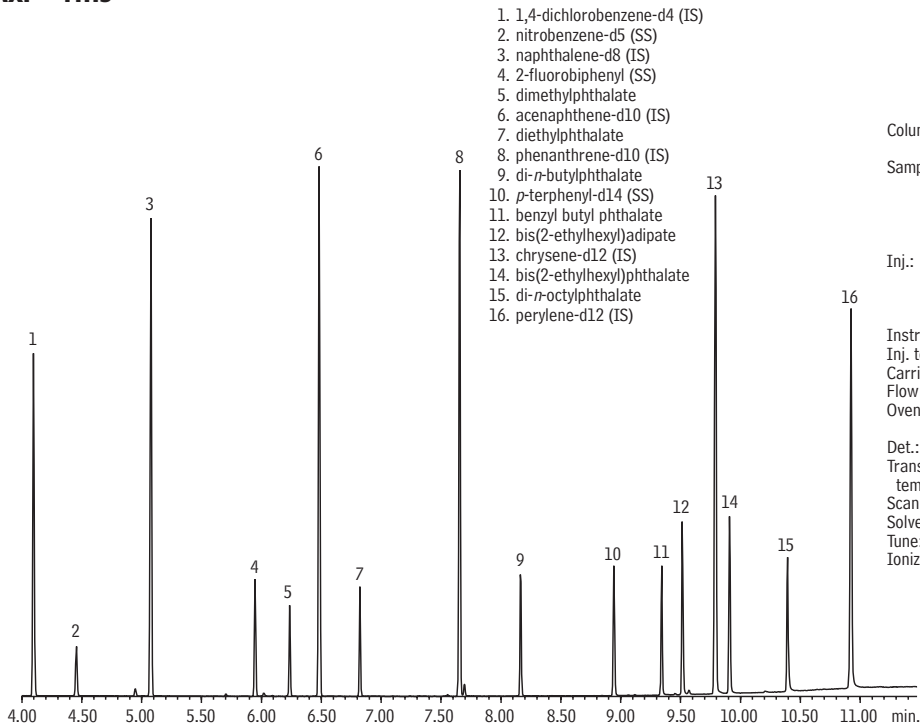 1. 1,4-dichlorobenzene-d4 (IS)
2. nitrobenzene-d5 (SS)
3. naphthalene-d8 (IS)
4. 2-fluorobiphenyl (SS)
5. dimethylphthalate
6. acenaphthene-d10 (IS)
7. diethylphthalate
8. phenanthrene-d10 (IS)
9. di-n-butylphthalate
10. p-terphenyl-d14 (SS)
11. benzyl butyl phthalate
12. bis(2-ethylhexyl)adipate
13. chrysene-d12 (IS)
14. bis(2-ethylhexyl)phthalate
15. di-n-octylphthalate
16. perylene-d12 (IS)
Inj.:
Flow
Oven
Det.:
Scan
Tune:
1
2
3
4
5
6
7
8
9
10
11
12
13
14
15
16
4.00 4.50 5.00 5.50 6.00 6.50 7.00 7.50 8.00 8.50 9.00 9.50 10.00 10.50 11.00 min